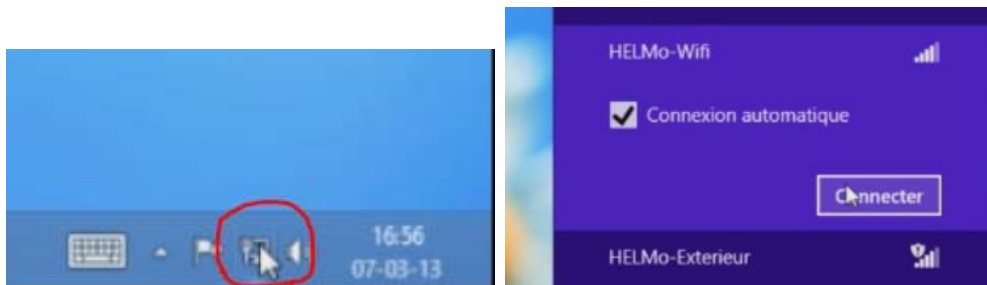 16:56
07-03-13
HELMo-Wifi
Connexion automatique
Connecter
HELMo-Exterieur